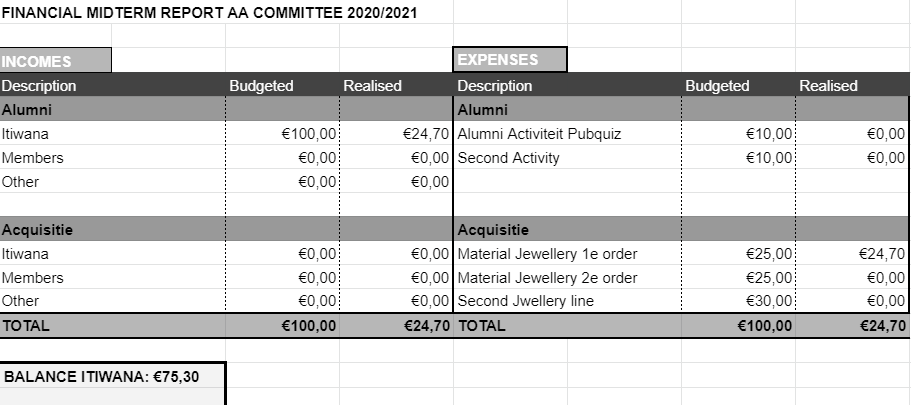 FINANCIAL MIDTERM REPORT AA COMMITTEE 2020/2021
INCOMES EXPENSES
Description Budgeted Realised Description Budgeted Realised
Alumni Alumni
Itiwana €100,00 €24,70 Alumni Activiteit Pubquiz €10,00 €0,00
Members €0,00 €0,00 Second Activity €10,00 €0,00
Other €0,00 €0,00
Acquisitie Acquisitie
Itiwana €0,00 €0,00 Material Jewellery 1e order €25,00 €24,70
Members €0,00 €0,00 Material Jewellery 2e order €25,00 €0,00
Other €0,00 €0,00 Second Jwellery line €30,00 €0,00
TOTAL €100,00 €24,70 TOTAL €100,00 €24,70
BALANCE ITIWANA: €75,30